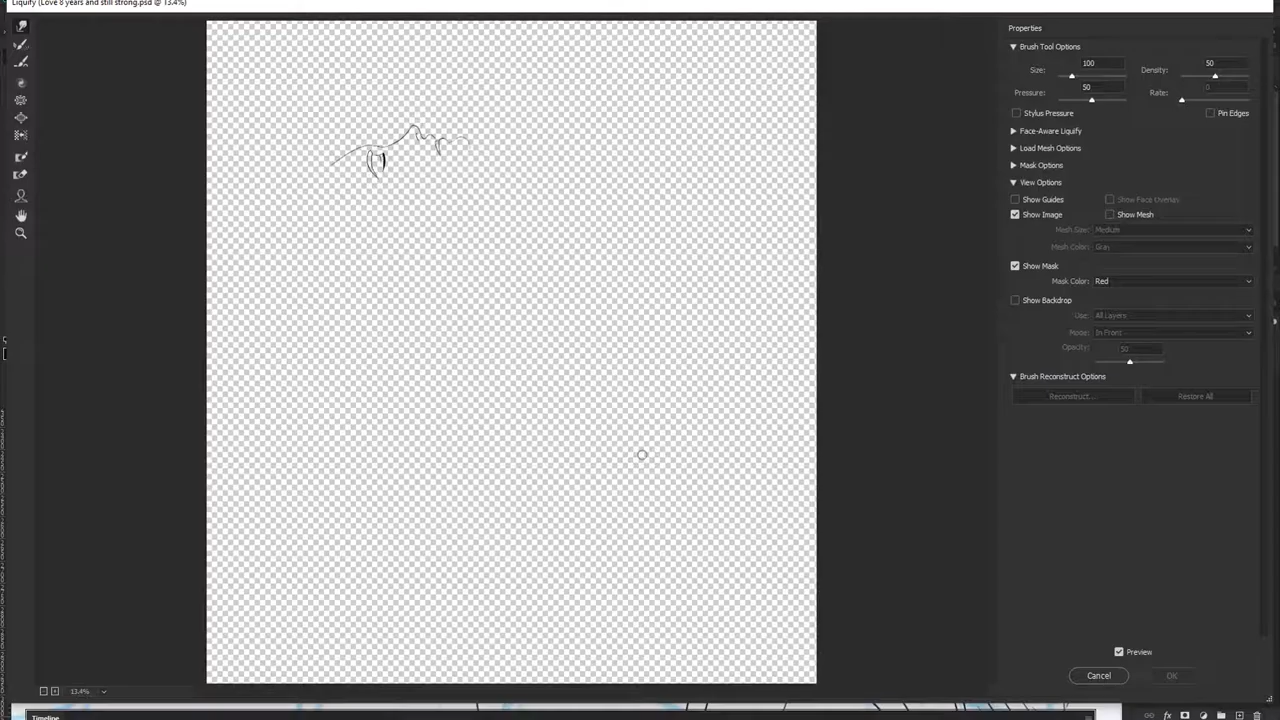 Liquify (Love 8 years and still strong.psd @ 13.4%)
Properties
Brush Tool Options
Size: 100 Density: 50
Pressure: 50 Rate: 0
Stylus Pressure Pin Edges
Face-Aware Liquify
Load Mesh Options
Mask Options
View Options
Show Guides Show Face Overlay
Show Image Show Mesh
Mesh Size: Medium
Mesh Color: Gray
Show Mask
Mask Color: Red
Show Backdrop
Use: All Layers
Mode: In Front
Opacity: 50
Brush Reconstruct Options
Reconstruct... Restore All
Preview
Cancel OK
13.4%
Timeline
fx